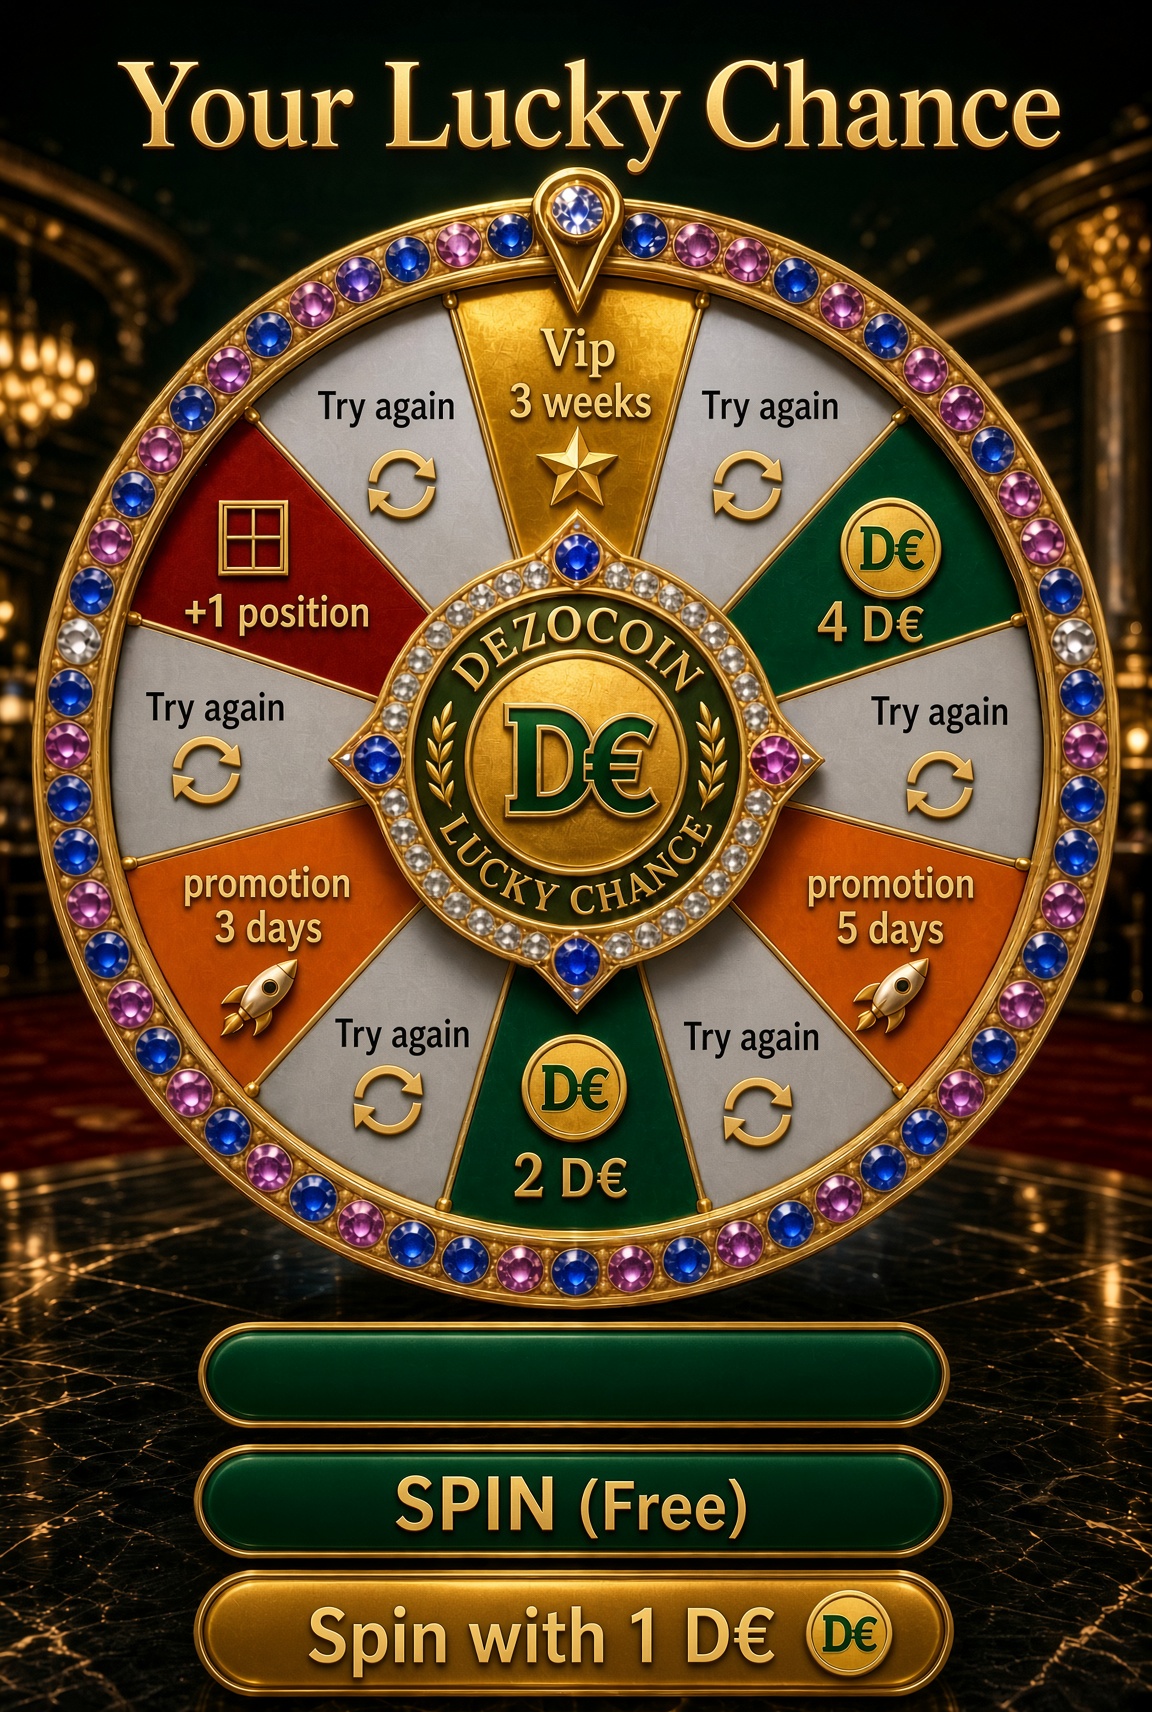 Your Lucky Chance
Vip
3 weeks
Try again
Try again
+1 position
D€
4 D€
Try again
Try again
DEZOCOIN
D€
LUCKY CHANCE
promotion
3 days
promotion
5 days
Try again
Try again
D€
2 D€
SPIN (Free)
Spin with 1 D€ D€